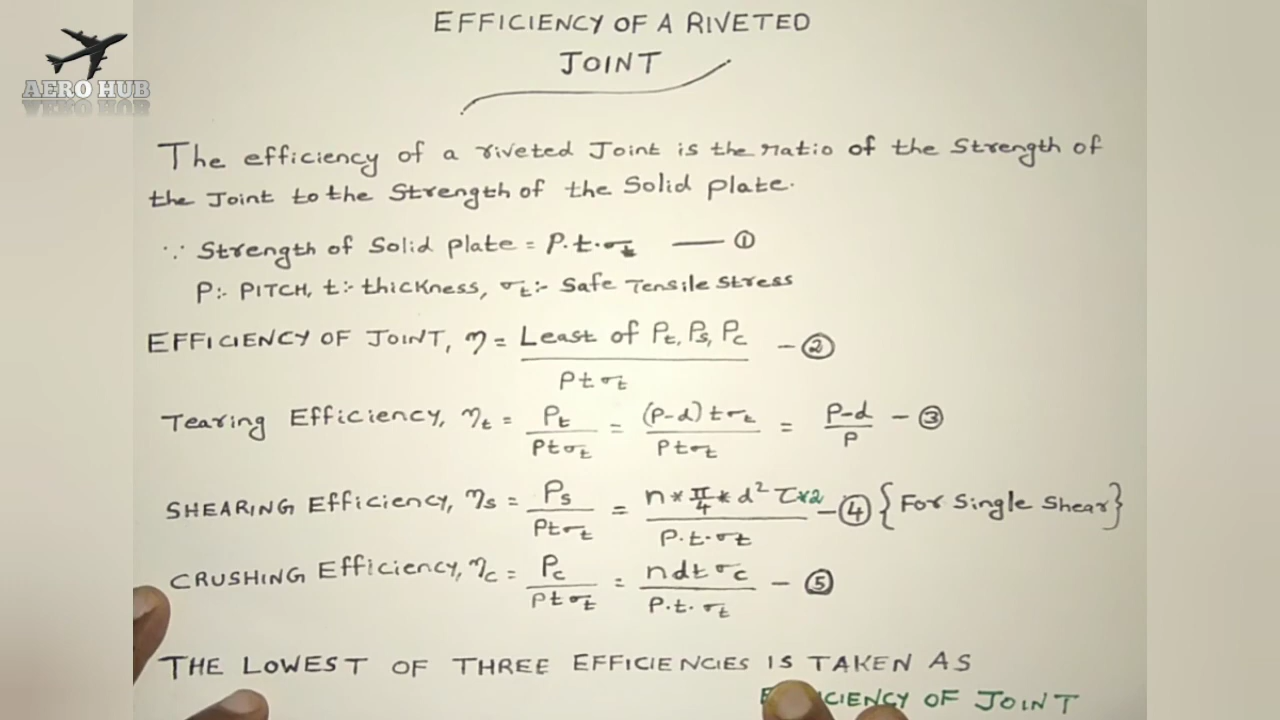 AERO HUB
EFFICIENCY OF A RIVETED
JOINT
The efficiency of a riveted Joint is the ratio of the Strength of
the Joint to the Strength of the Solid plate.
∵ Strength of Solid plate = P.t.σt — ①
P:- PITCH, t:- thickness, σt:- Safe Tensile Stress
EFFICIENCY OF JOINT, η = Least of Pt, Ps, Pc / Ptσt — ②
Tearing Efficiency, ηt = Pt / Ptσt = (P-d)tσt / Ptσt = P-d / P — ③
SHEARING Efficiency, ηs = Ps / Ptσt = n * π/4 * d² τ*2 / P.t.σt — ④ {For Single Shear}
CRUSHING Efficiency, ηc = Pc / Ptσt = ndtσc / P.t.σt — ⑤
THE LOWEST OF THREE EFFICIENCIES IS TAKEN AS
OF JOINT